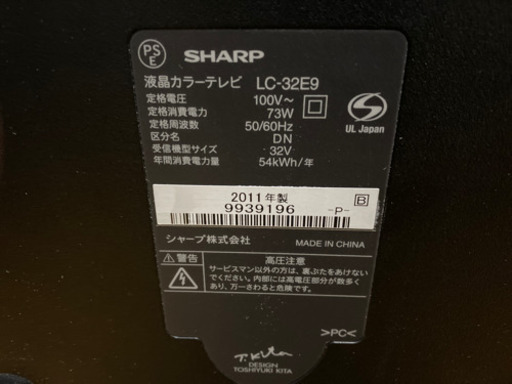 PS
E
SHARP
液晶カラーテレビ LC-32E9
定格電圧 100V～
定格消費電力 73W
定格周波数 50/60Hz
区分名 DN
受信機型サイズ 32V
年間消費電力量 54kWh/年
S
UL Japan
2011年製 B
9939196 -P-
シャープ株式会社 MADE IN CHINA
⚠警告 高圧注意
サービスマン以外の方は、裏ぶたをあけないで
ください。内部には高電圧部分が数多く
あり、万一さわると危険です。
>PC<
T.Kita
DESIGN
TOSHIYUKI KITA